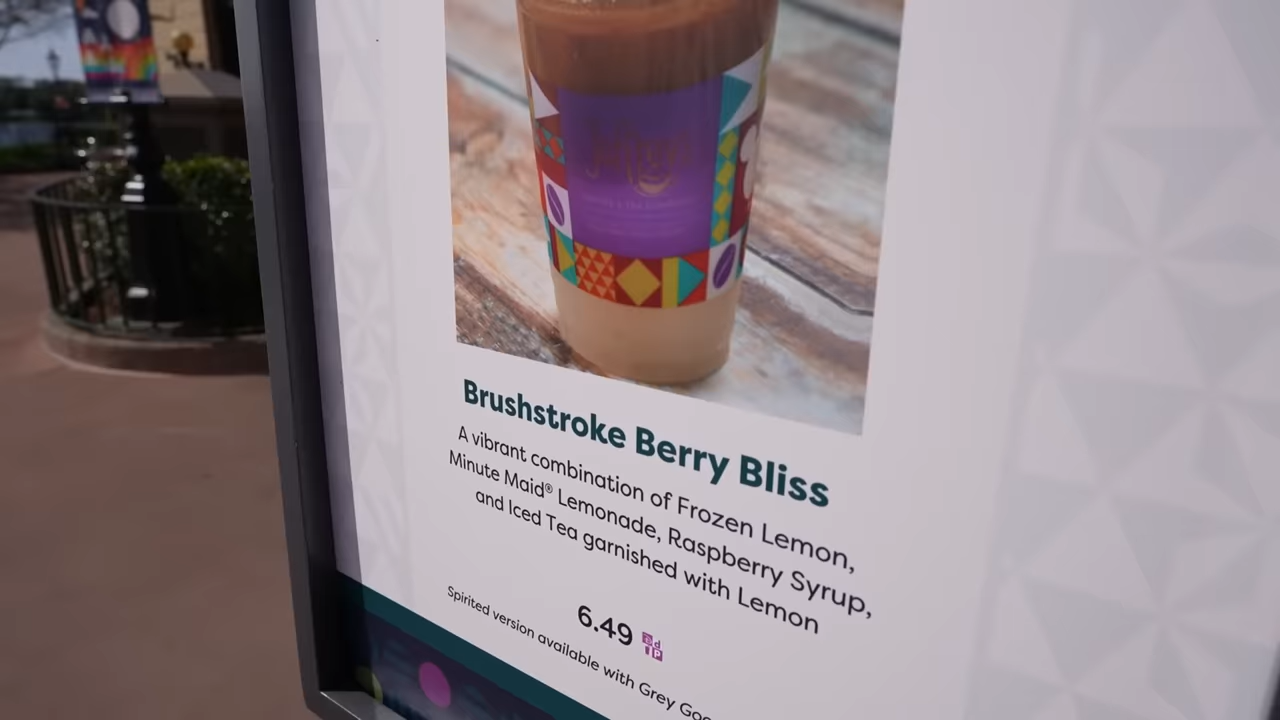 Brushstroke Berry Bliss
A vibrant combination of Frozen Lemon,
Minute Maid® Lemonade, Raspberry Syrup,
and Iced Tea garnished with Lemon
6.49
Spirited version available with Grey